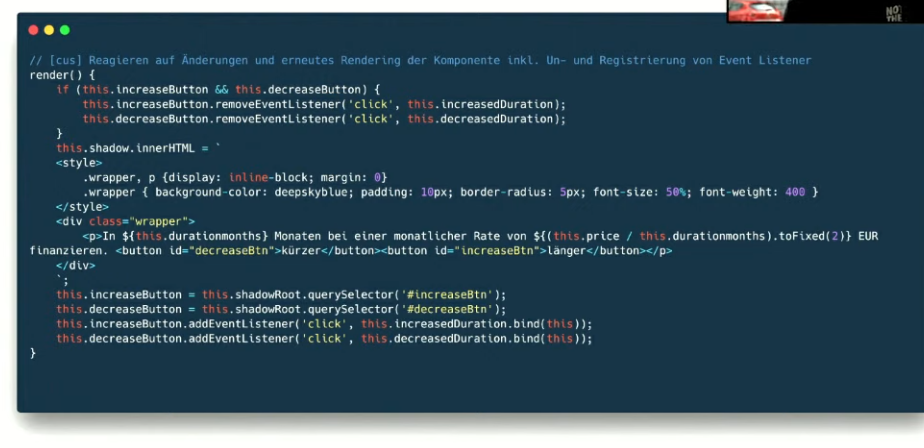 NO
THE
// [cus] Reagieren auf Änderungen und erneutes Rendering der Komponente inkl. Un- und Registrierung von Event Listener
render() {
    if (this.increaseButton && this.decreaseButton) {
        this.increaseButton.removeEventListener('click', this.increasedDuration);
        this.decreaseButton.removeEventListener('click', this.decreasedDuration);
    }
    this.shadow.innerHTML = `
    <style>
        .wrapper, p {display: inline-block; margin: 0}
        .wrapper { background-color: deepskyblue; padding: 10px; border-radius: 5px; font-size: 50%; font-weight: 400 }
    </style>
    <div class="wrapper">
        <p>In ${this.durationmonths} Monaten bei einer monatlicher Rate von ${(this.price / this.durationmonths).toFixed(2)} EUR
finanzieren. <button id="decreaseBtn">kürzer</button><button id="increaseBtn">länger</button></p>
    </div>
    `;
    this.increaseButton = this.shadowRoot.querySelector('#increaseBtn');
    this.decreaseButton = this.shadowRoot.querySelector('#decreaseBtn');
    this.increaseButton.addEventListener('click', this.increasedDuration.bind(this));
    this.decreaseButton.addEventListener('click', this.decreasedDuration.bind(this));
}